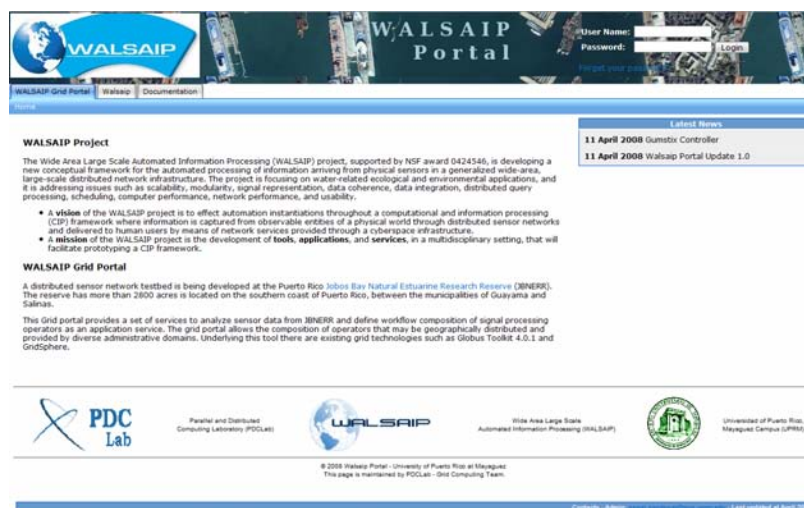 WALSAIP
WALSAIP
Portal
User Name:
Password:
Login
Forget your
WALSAIP Grid Portal
Walsaip
Documentation
Home
Latest News
11 April 2008 Gumstix Controller
11 April 2008 Walsaip Portal Update 1.0
WALSAIP Project
The Wide Area Large Scale Automated Information Processing (WALSAIP) project, supported by NSF award 0424546, is developing a
new conceptual framework for the automated processing of information arriving from physical sensors in a generalized wide-area,
large-scale distributed network infrastructure. The project is focusing on water-related ecological and environmental applications, and
it is addressing issues such as scalability, modularity, signal representation, data coherence, data integration, distributed query
processing, scheduling, computer performance, network performance, and usability.
• A vision of the WALSAIP project is to effect automation instantiations throughout a computational and information processing
(CIP) framework where information is captured from observable entities of a physical world through distributed sensor networks
and delivered to human users by means of network services provided through a cyberspace infrastructure.
• A mission of the WALSAIP project is the development of tools, applications, and services, in a multidisciplinary setting, that will
facilitate prototyping a CIP framework.
WALSAIP Grid Portal
A distributed sensor network testbed is being developed at the Puerto Rico Jobos Bay Natural Estuarine Research Reserve (JBNERR).
The reserve has more than 2800 acres is located on the southern coast of Puerto Rico, between the municipalities of Guayama and
Salinas.
This Grid portal provides a set of services to analyze sensor data from JBNERR and define workflow composition of signal processing
operators as an application service. The grid portal allows the composition of operators that may be geographically distributed and
provided by diverse administrative domains. Underlying this tool there are existing grid technologies such as Globus Toolkit 4.0.1 and
GridSphere.
PDC
Lab
Parallel and Distributed
Computing Laboratory (PDCLab)
WALSAIP
Wide Area Large Scale
Automated Information Processing (WALSAIP)
Universidad of Puerto Rico,
Mayaguez Campus (UPRM)
© 2008 Walsaip Portal - University of Puerto Rico at Mayaguez
This page is maintained by PDCLab - Grid Computing Team.
Last updated at April 20